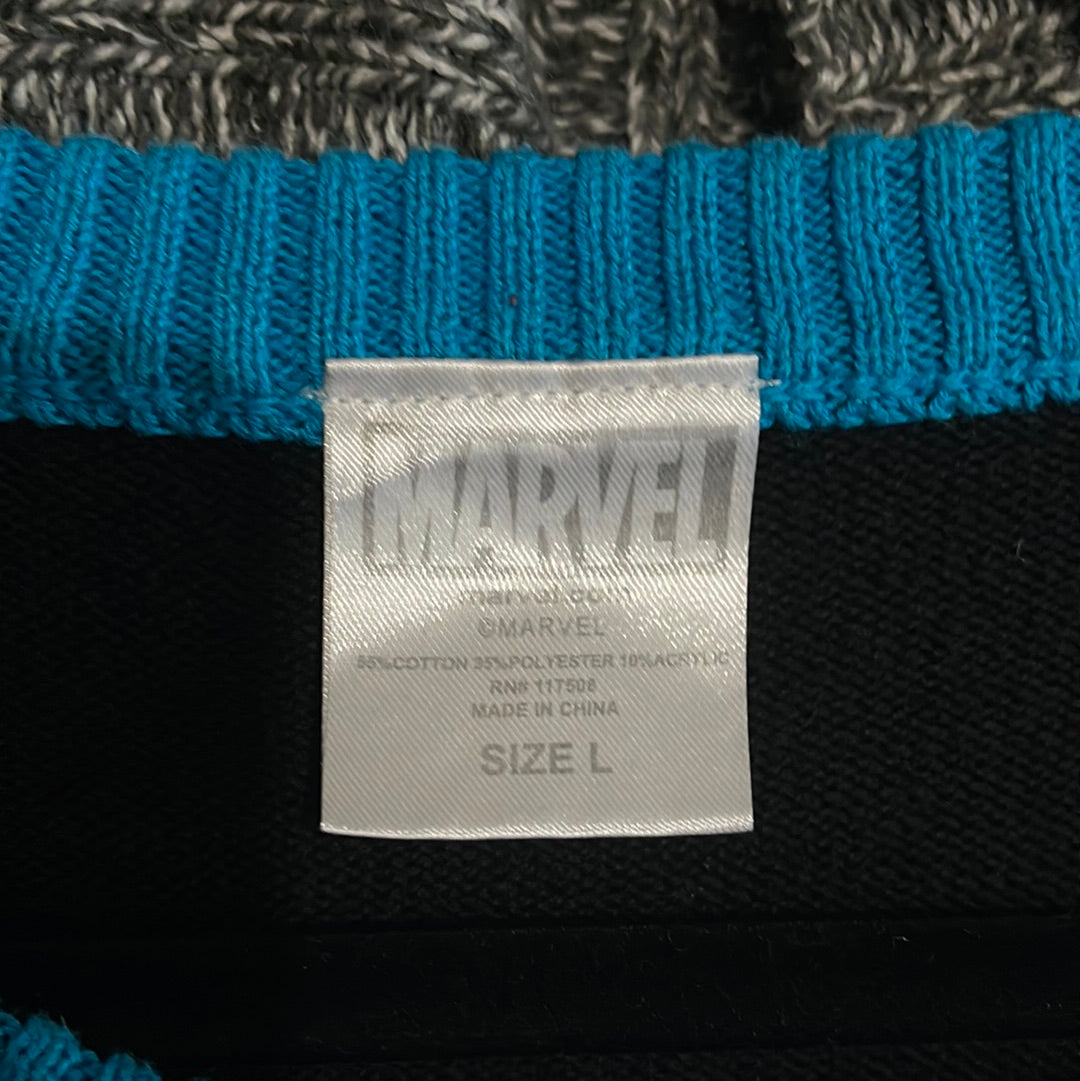 MARVEL
marvel.com
©MARVEL
55%COTTON 35%POLYESTER 10%ACRYLIC
RN# 117508
MADE IN CHINA
SIZE L